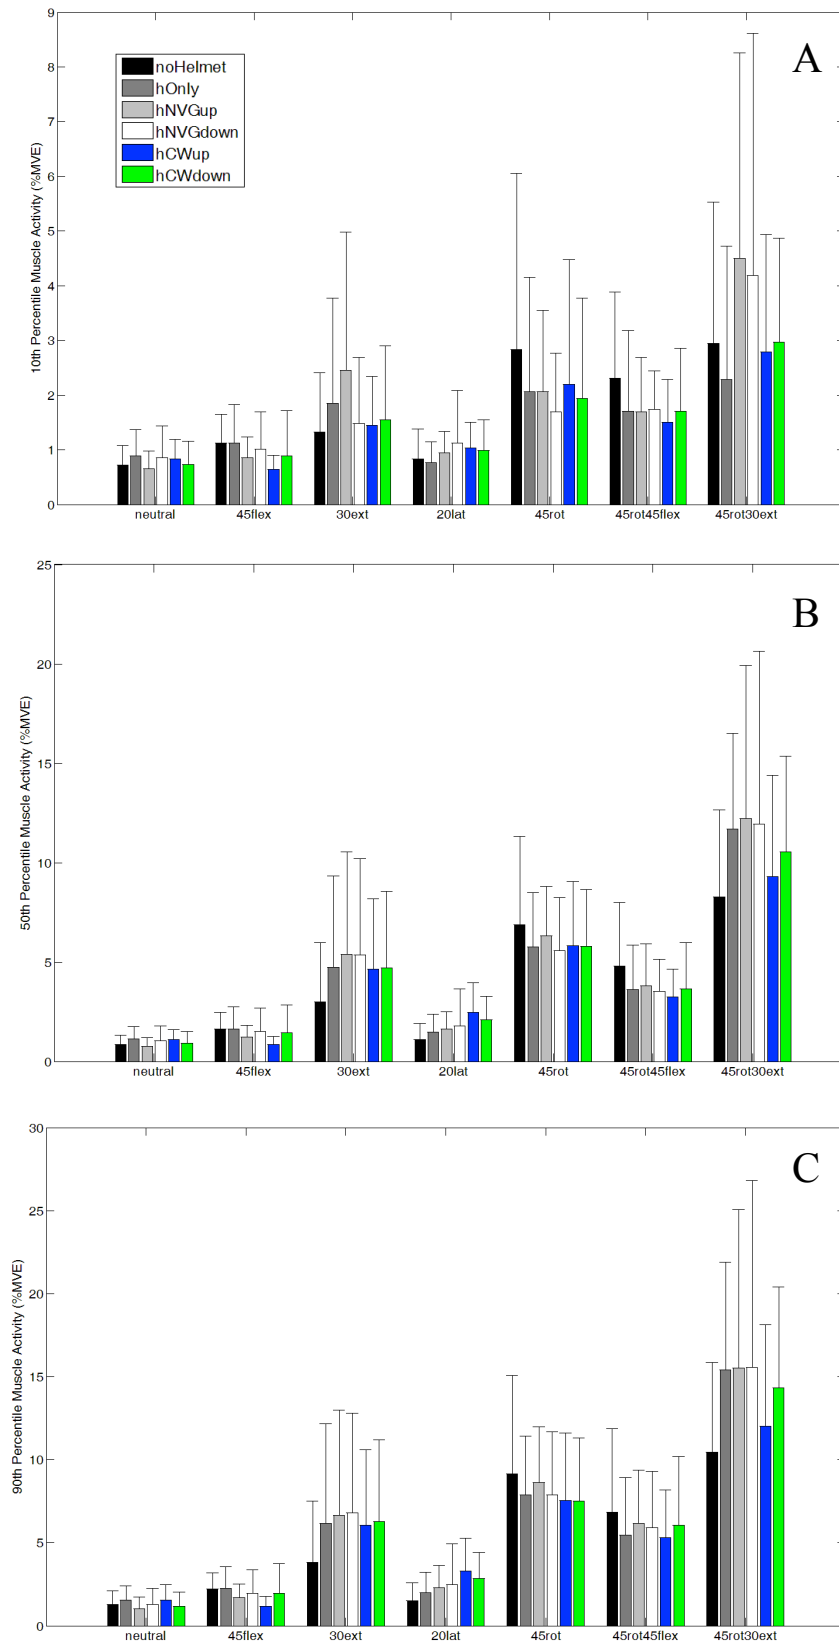 A
9
8
7
6
5
4
3
2
1
0
10th Percentile Muscle Activity (%MVE)
noHelmet
hOnly
hNVGup
hNVGdown
hCWup
hCWdown
neutral 45flex 30ext 20lat 45rot 45rot45flex 45rot30ext
B
25
20
15
10
5
0
50th Percentile Muscle Activity (%MVE)
neutral 45flex 30ext 20lat 45rot 45rot45flex 45rot30ext
C
30
25
20
15
10
5
0
90th Percentile Muscle Activity (%MVE)
neutral 45flex 30ext 20lat 45rot 45rot45flex 45rot30ext